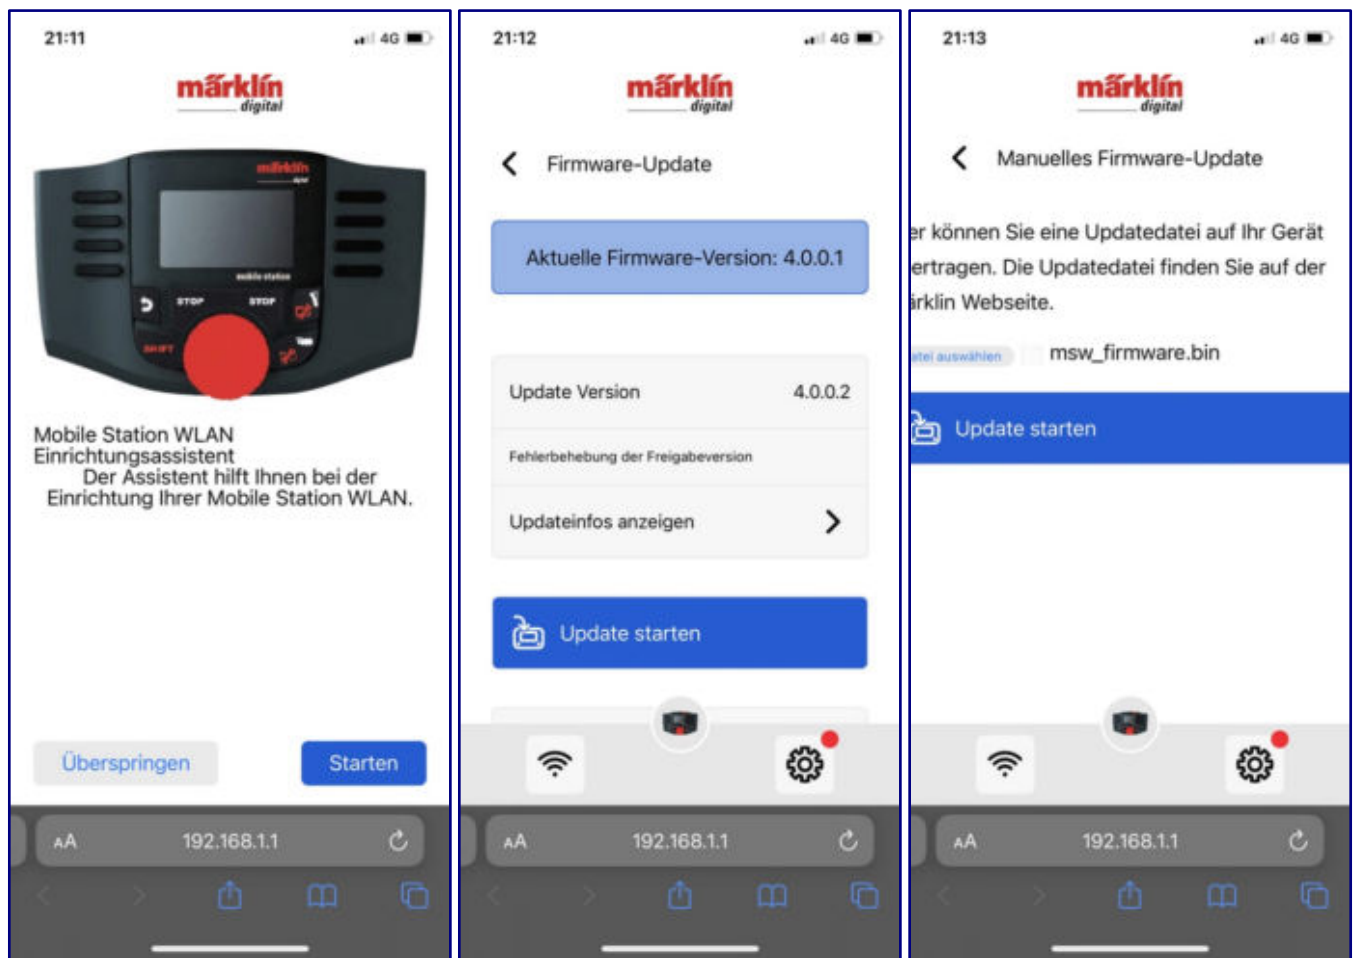 21:11
4G
märklin
digital
märklin
digital
mobile station
STOP
STOP
SHIFT
Mobile Station WLAN
Einrichtungsassistent
Der Assistent hilft Ihnen bei der
Einrichtung Ihrer Mobile Station WLAN.
Überspringen
Starten
AA
192.168.1.1
21:12
4G
märklin
digital
Firmware-Update
Aktuelle Firmware-Version: 4.0.0.1
Update Version
4.0.0.2
Fehlerbehebung der Freigabeversion
Updateinfos anzeigen
Update starten
AA
192.168.1.1
21:13
4G
märklin
digital
Manuelles Firmware-Update
er können Sie eine Updatedatei auf Ihr Gerät
ertragen. Die Updatedatei finden Sie auf der
ärklin Webseite.
atei auswählen msw_firmware.bin
Update starten
AA
192.168.1.1